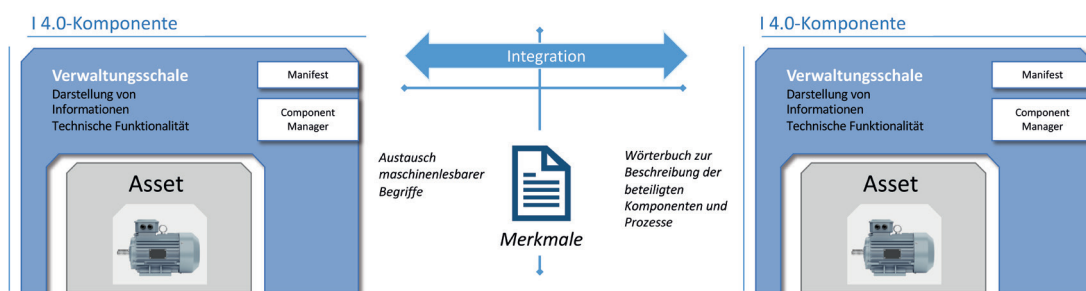 I 4.0-Komponente
Verwaltungsschale
Darstellung von
Informationen
Technische Funktionalität
Manifest
Component
Manager
Asset
Integration
Austausch
maschinenlesbarer
Begriffe
Merkmale
Wörterbuch zur
Beschreibung der
beteiligten
Komponenten und
Prozesse
I 4.0-Komponente
Verwaltungsschale
Darstellung von
Informationen
Technische Funktionalität
Manifest
Component
Manager
Asset